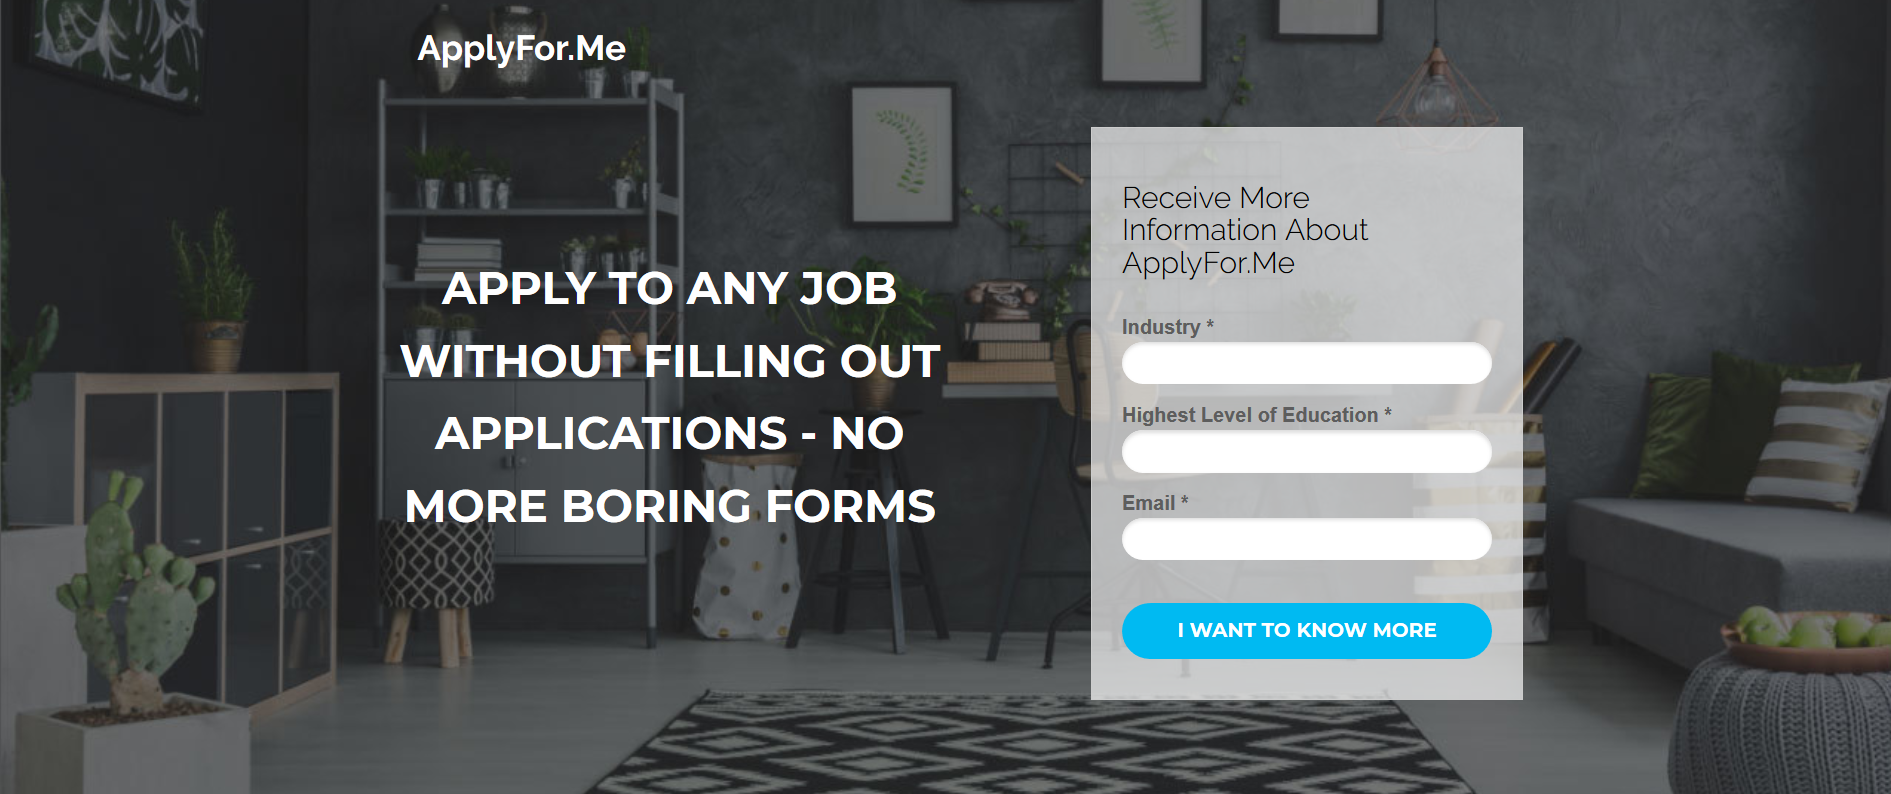 ApplyFor.Me
APPLY TO ANY JOB
WITHOUT FILLING OUT
APPLICATIONS - NO
MORE BORING FORMS
Receive More
Information About
ApplyFor.Me
Industry *
Highest Level of Education *
Email *
I WANT TO KNOW MORE